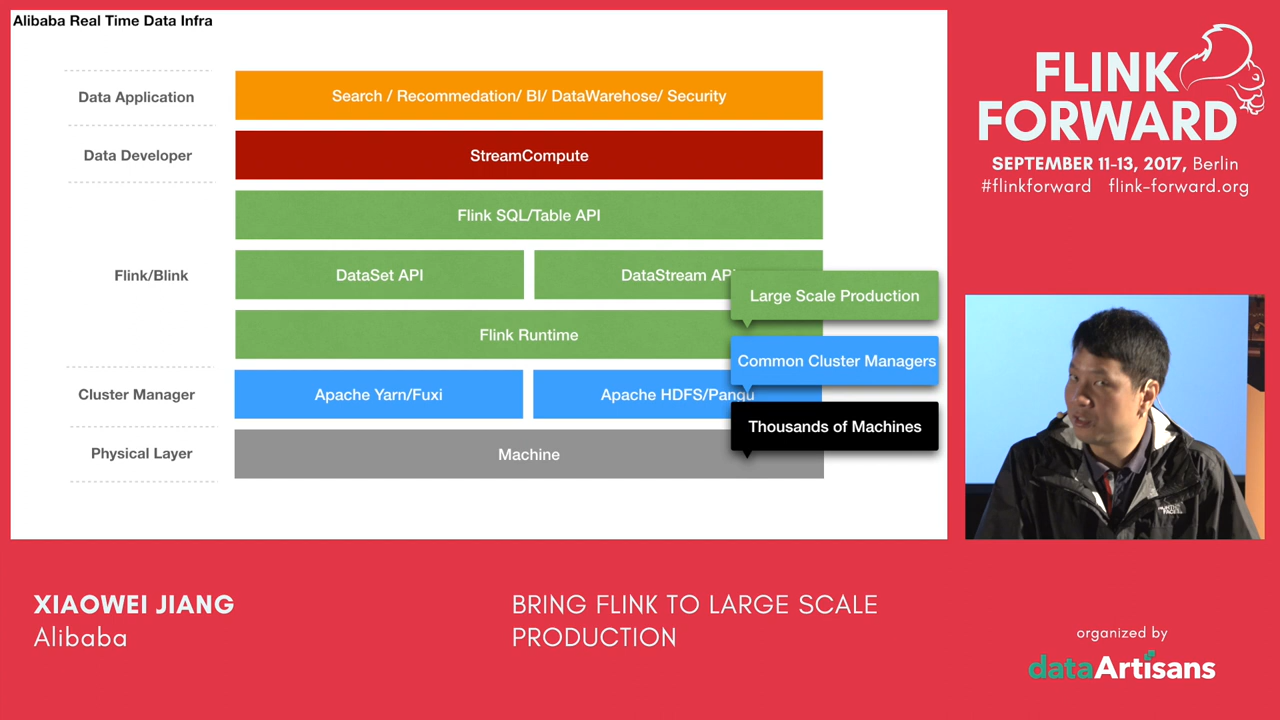 Alibaba Real Time Data Infra
Data Application
Search / Recommedation/ BI/ DataWarehose/ Security
Data Developer
StreamCompute
Flink SQL/Table API
Flink/Blink
DataSet API
DataStream API
Large Scale Production
Flink Runtime
Common Cluster Managers
Cluster Manager
Apache Yarn/Fuxi
Apache HDFS/Pangu
Thousands of Machines
Physical Layer
Machine
FLINK
FORWARD
SEPTEMBER 11-13, 2017, Berlin
#flinkforward flink-forward.org
THE NORTH FACE
XIAOWEI JIANG
Alibaba
BRING FLINK TO LARGE SCALE
PRODUCTION
organized by
dataArtisans